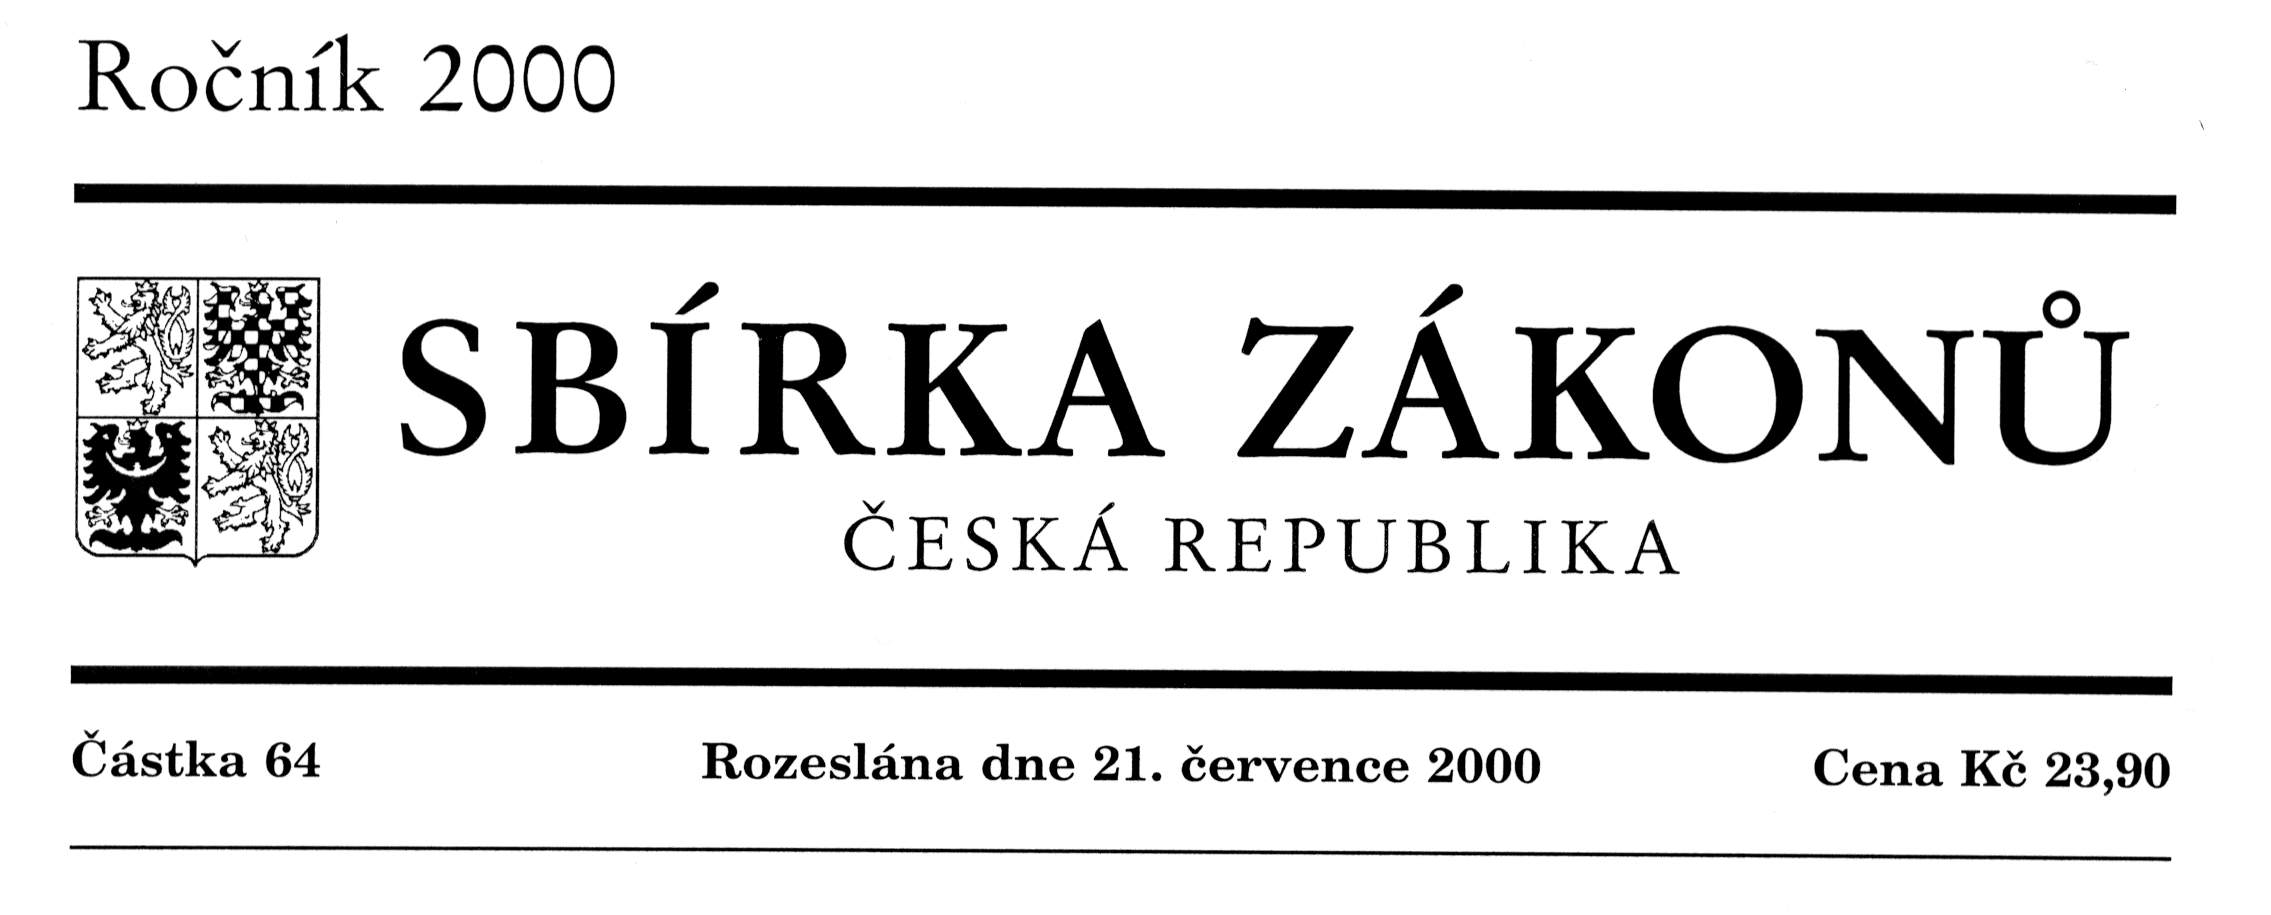 Ročník 2000
SBÍRKA ZÁKONŮ
ČESKÁ REPUBLIKA
Částka 64 Rozeslána dne 21. července 2000 Cena Kč 23,90